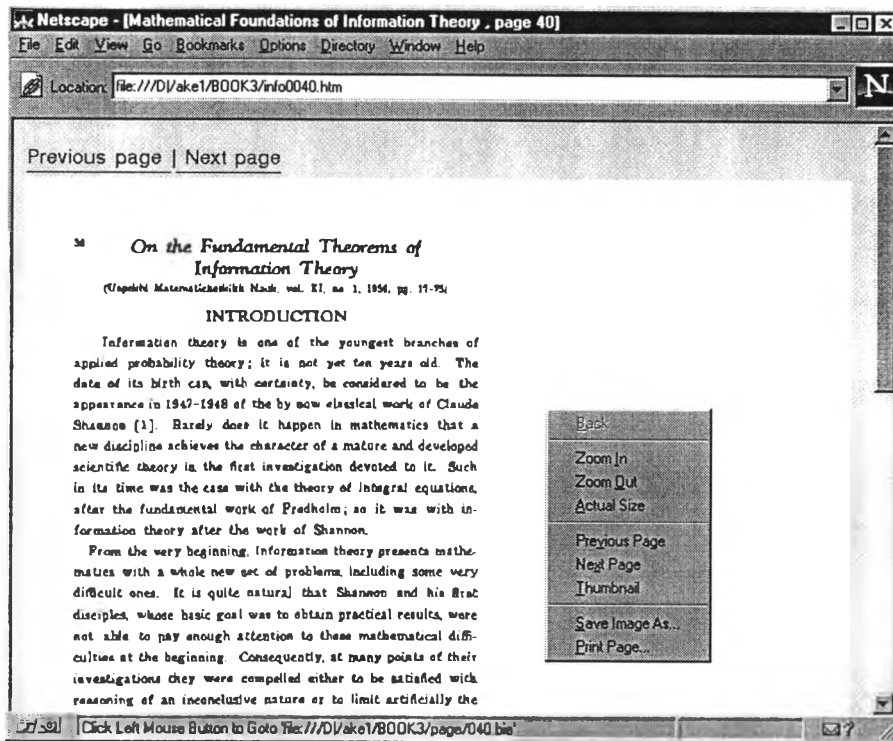 Netscape - [Mathematical Foundations of Information Theory , page 40]
File Edit View Go Bookmarks Options Directory Window Help
Location: file:///D|/ake1/BOOK3/info0040.htm
N
Previous page | Next page
On the Fundamental Theorems of
Information Theory
(Uspekhi Matematicheskikh Nauk, vol. XI, no. 1, 1956, pg. 17-75)
INTRODUCTION
Information theory is one of the youngest branches of
applied probability theory; it is not yet ten years old. The
date of its birth can, with certainty, be considered to be the
appearance in 1947-1948 of the by now classical work of Claude
Shannon [1]. Rarely does it happen in mathematics that a
new discipline achieves the character of a mature and developed
scientific theory in the first investigation devoted to it. Such
in its time was the case with the theory of integral equations,
after the fundamental work of Fredholm; so it was with in-
formation theory after the work of Shannon.
From the very beginning, information theory presents mathe-
matics with a whole new set of problems, including some very
difficult ones. It is quite natural that Shannon and his first
disciples, whose basic goal was to obtain practical results, were
not able to pay enough attention to these mathematical diffi-
culties at the beginning. Consequently, at many points of their
investigations they were compelled either to be satisfied with
reasoning of an inconclusive nature or to limit artificially the
Back
Zoom In
Zoom Out
Actual Size
Previous Page
Next Page
Thumbnail
Save Image As...
Print Page...
Click Left Mouse Button to Goto 'file:///D|/ake1/BOOK3/page/040.bie'
?